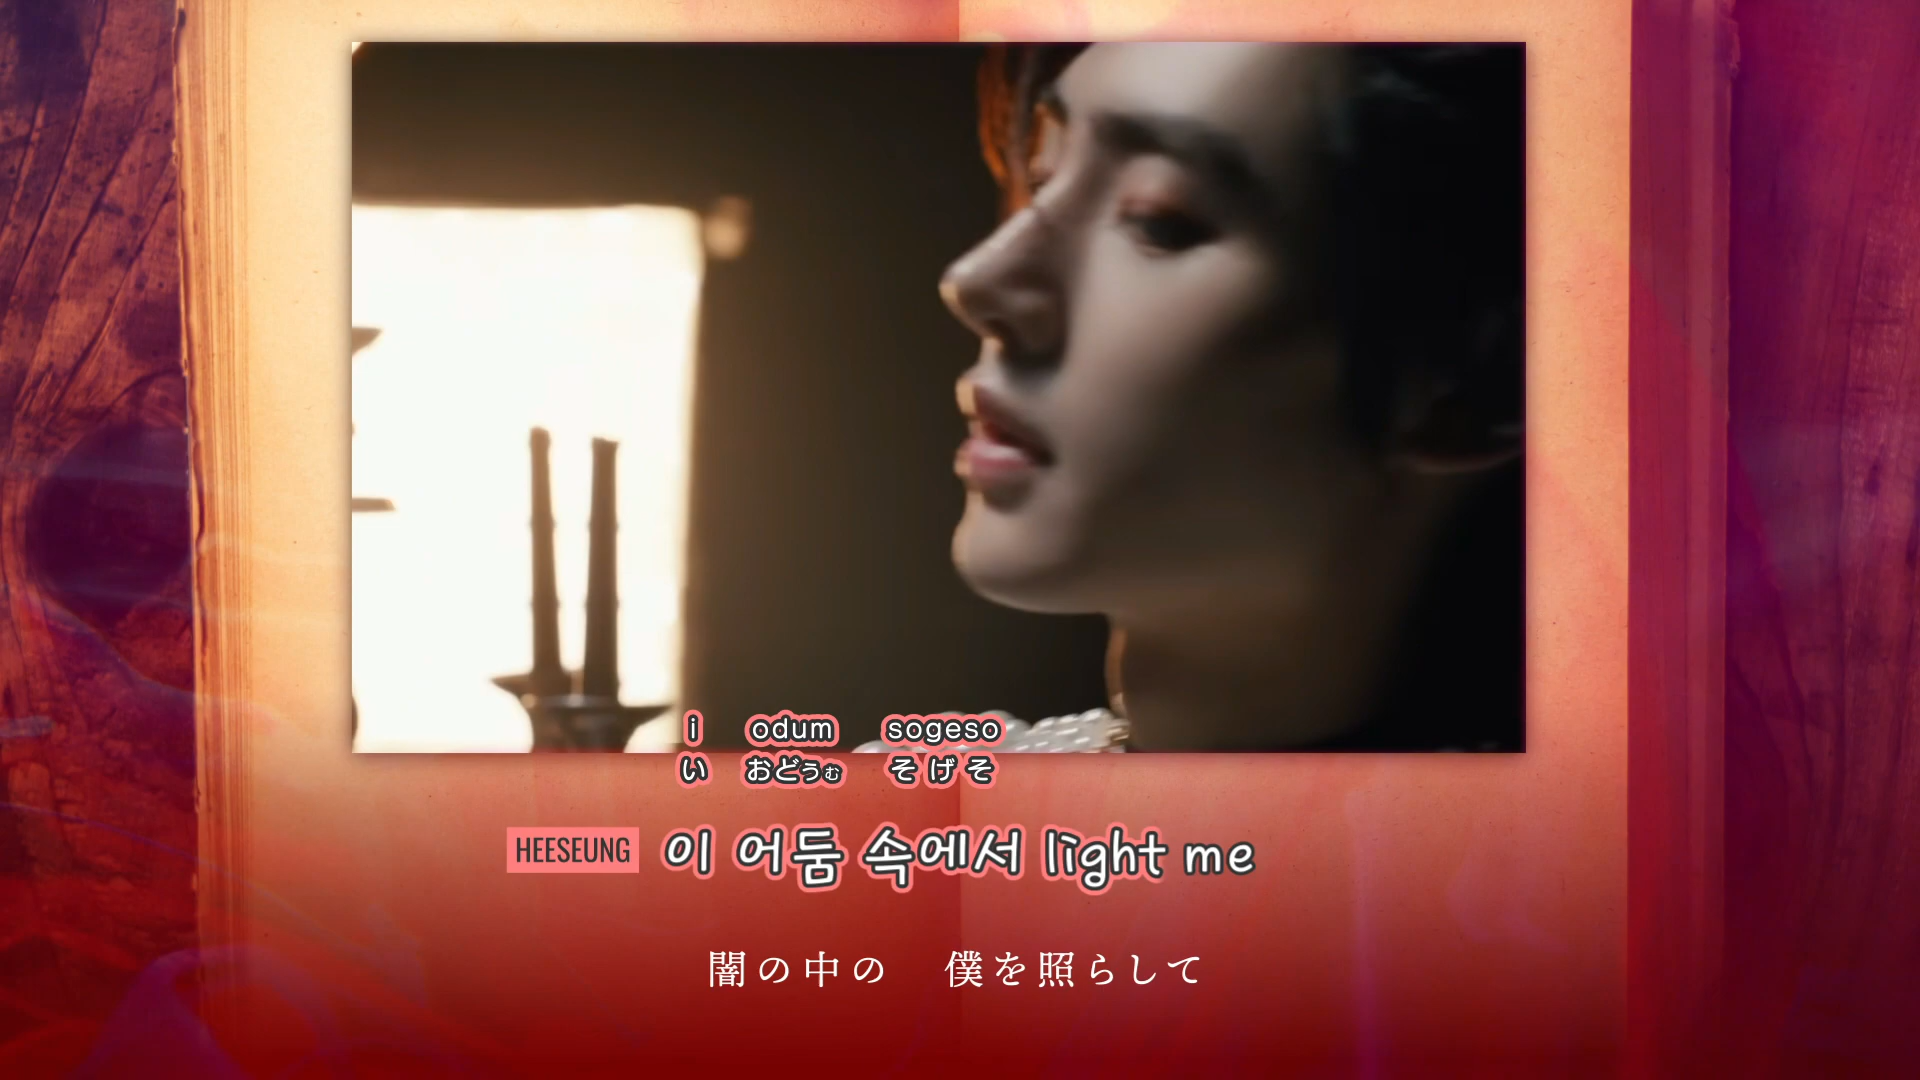 i odum sogeso
い おどぅむ そげそ
HEESEUNG 이 어둠 속에서 light me
闇の中の 僕を照らして